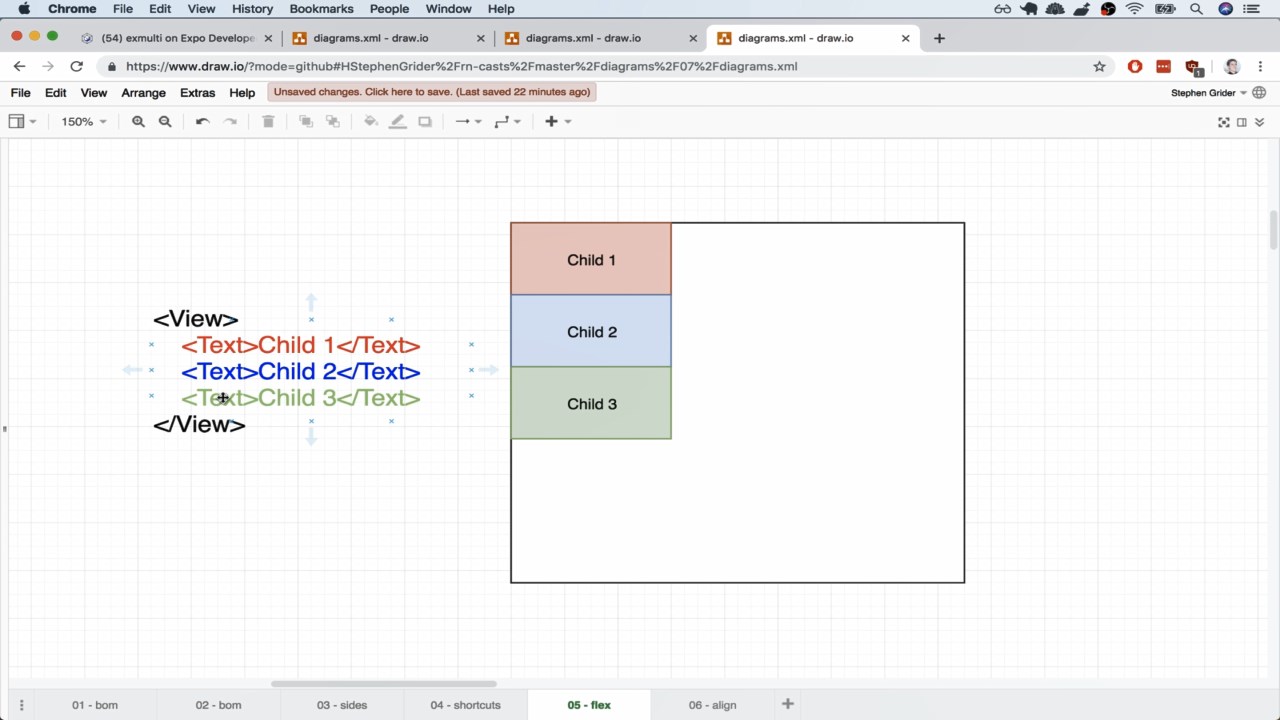 Chrome File Edit View History Bookmarks People Window Help
(54) exmulti on Expo Develope
diagrams.xml - draw.io
diagrams.xml - draw.io
diagrams.xml - draw.io
https://www.draw.io/?mode=github#HStephenGrider%2Frn-casts%2Fmaster%2Fdiagrams%2F07%2Fdiagrams.xml
1
File Edit View Arrange Extras Help Unsaved changes. Click here to save. (Last saved 22 minutes ago) Stephen Grider
150%
<View>
<Text>Child 1</Text>
<Text>Child 2</Text>
<Text>Child 3</Text>
</View>
Child 1
Child 2
Child 3
01 - bom 02 - bom 03 - sides 04 - shortcuts 05 - flex 06 - align